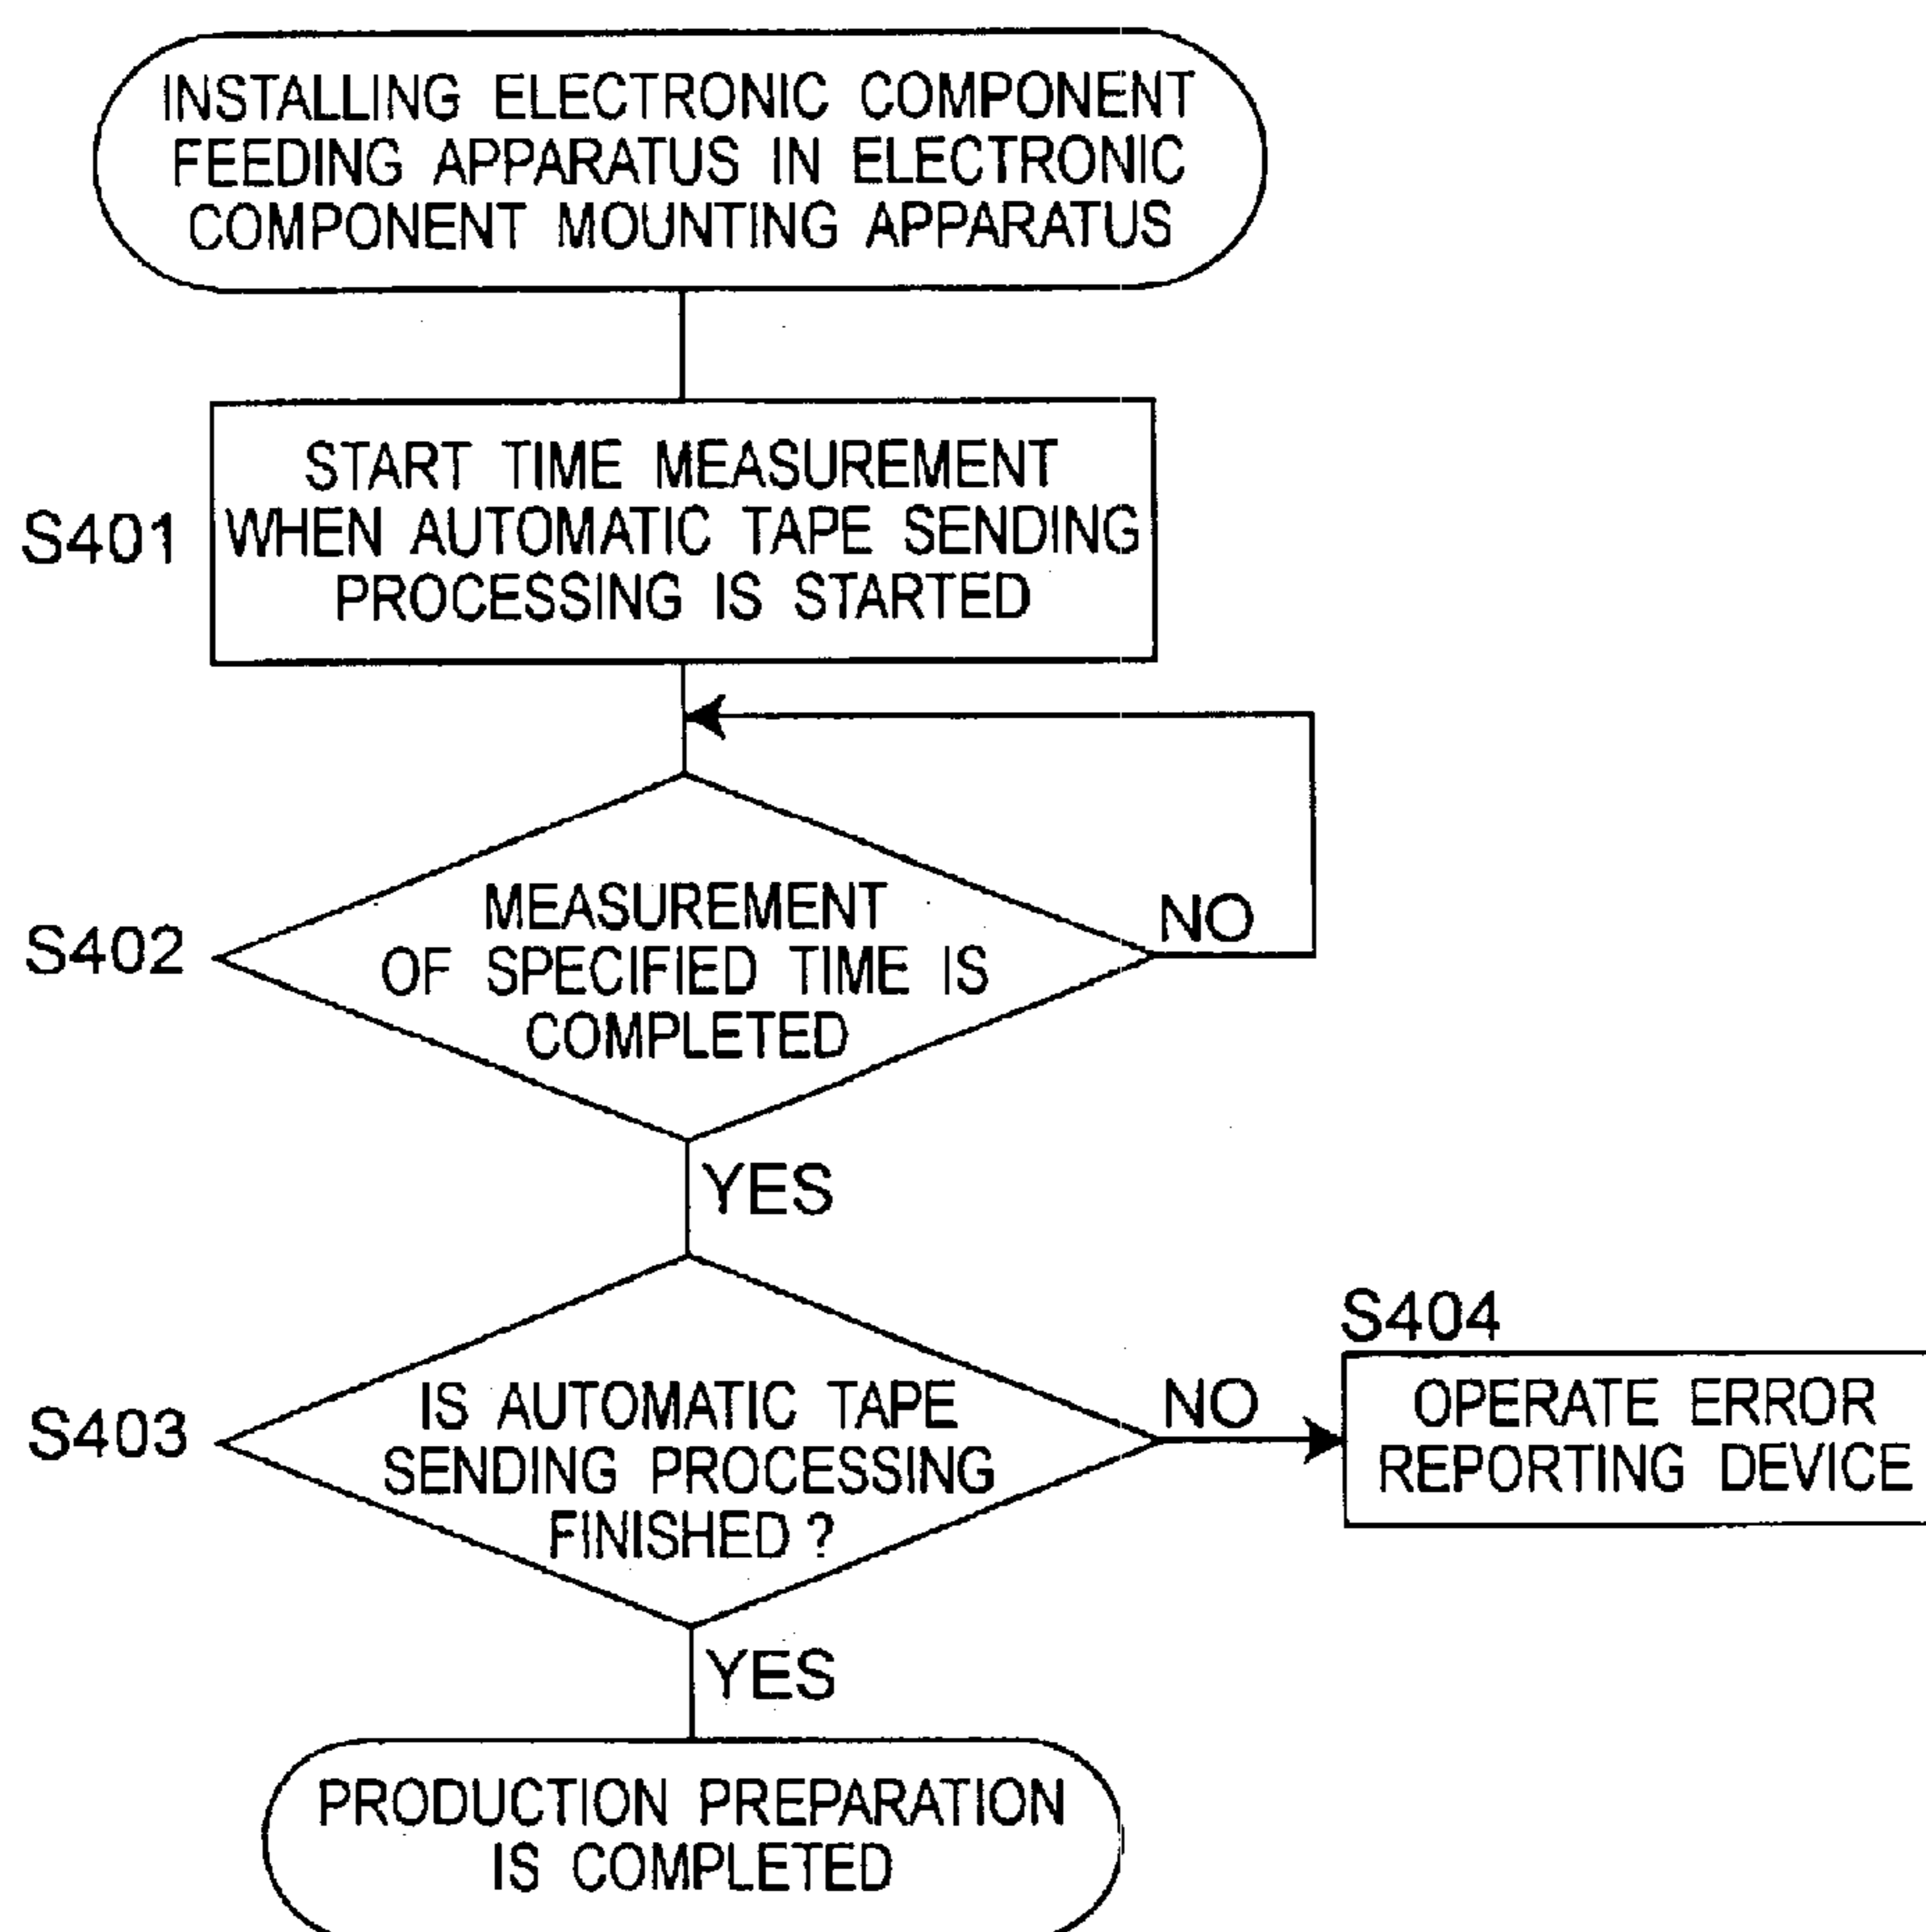 INSTALLING ELECTRONIC COMPONENT
FEEDING APPARATUS IN ELECTRONIC
COMPONENT MOUNTING APPARATUS
S401
START TIME MEASUREMENT
WHEN AUTOMATIC TAPE SENDING
PROCESSING IS STARTED
S402
MEASUREMENT
OF SPECIFIED TIME IS
COMPLETED
NO
YES
S403
IS AUTOMATIC TAPE
SENDING PROCESSING
FINISHED ?
NO
S404
OPERATE ERROR
REPORTING DEVICE
YES
PRODUCTION PREPARATION
IS COMPLETED